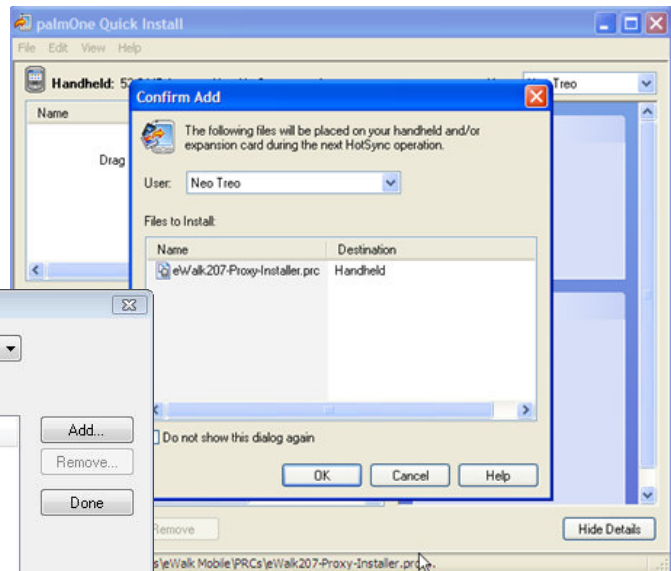 palmOne Quick Install
File Edit View Help
Handheld:
Treo
Name
Drag
Confirm Add
The following files will be placed on your handheld and/or
expansion card during the next HotSync operation.
User: Neo Treo
Files to Install:
Name Destination
eWalk207-Proxy-Installer.prc Handheld
Do not show this dialog again
OK Cancel Help
Add...
Remove...
Done
Remove
Hide Details
s\eWalk Mobile\PRCs\eWalk207-Proxy-Installer.prc